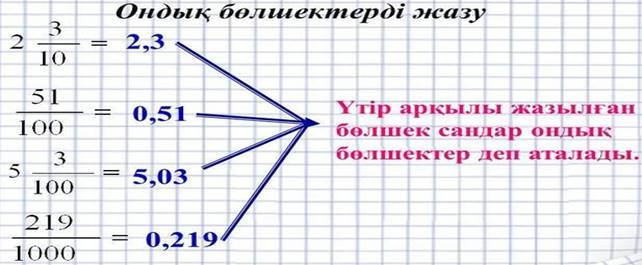 Ондық бөлшектерді жазу
2 3/10 = 2,3
51/100 = 0,51
5 3/100 = 5,03
219/1000 = 0,219
Үтір арқылы жазылған
бөлшек сандар ондық
бөлшектер деп аталады.